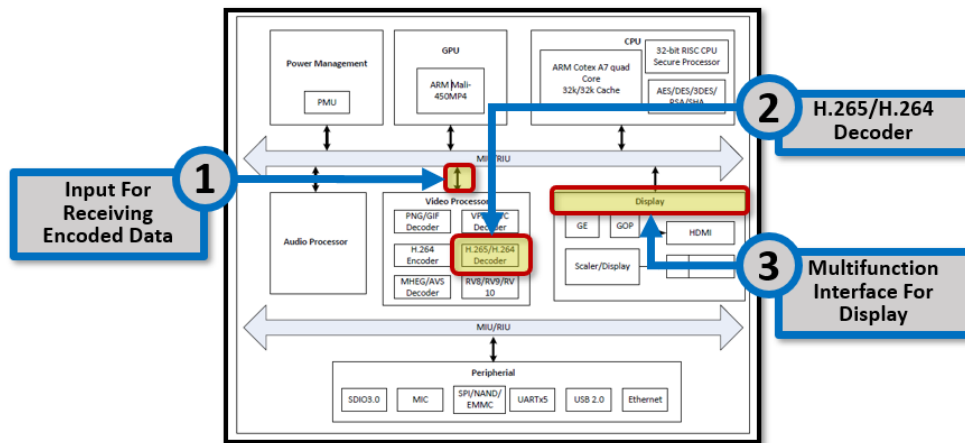 Power Management
PMU
GPU
ARM Mali-
450MP4
CPU
ARM Cotex A7 quad
Core
32k/32k Cache
32-bit RISC CPU
Secure Processor
AES/DES/3DES/
RSA/SHA
2
H.265/H.264
Decoder
MIU/RIU
1
Input For
Receiving
Encoded Data
Audio Processor
Video Processor
PNG/GIF
Decoder
Decoder
H.264
Encoder
H.265/H.264
Decoder
MHEG/AVS
Decoder
RV8/RV9/RV
10
Display
GE
GOP
HDMI
Scaler/Display
3
Multifunction
Interface For
Display
MIU/RIU
Peripherial
SDIO3.0
MIC
SPI/NAND/
EMMC
UARTx5
USB 2.0
Ethernet